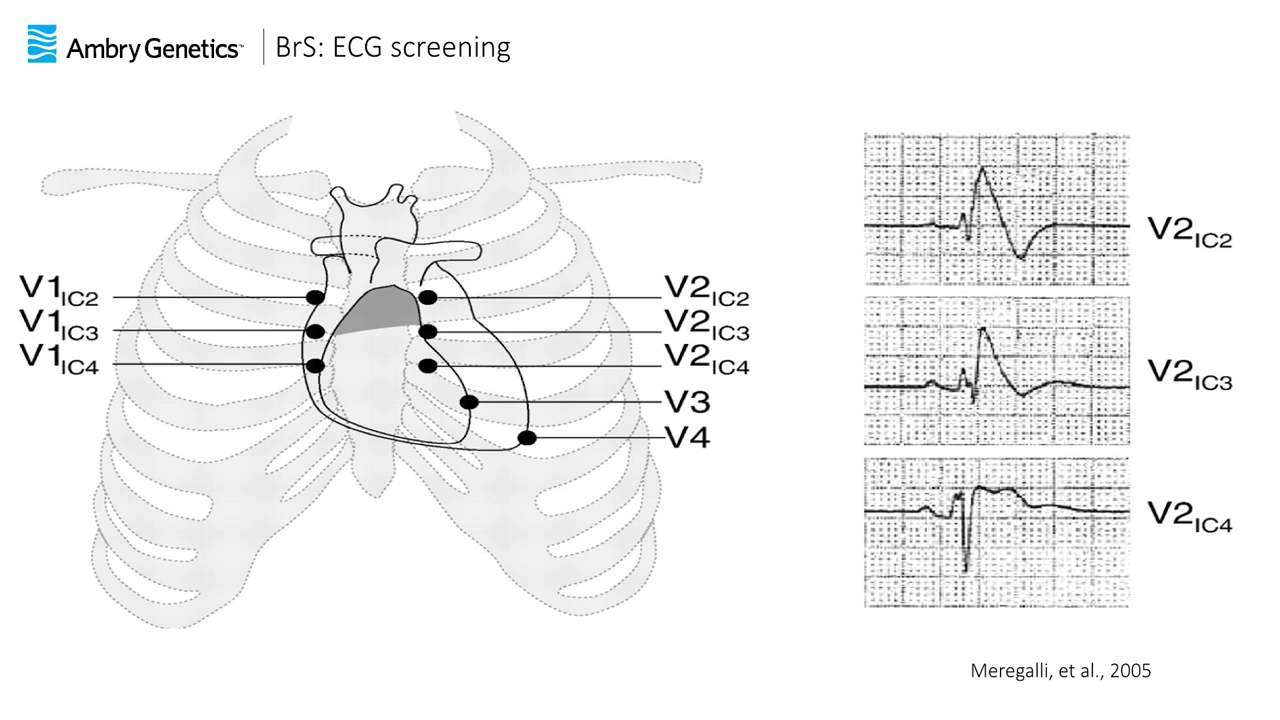 Ambry Genetics™ BrS: ECG screening
V1IC2
V1IC3
V1IC4
V2IC2
V2IC3
V2IC4
V3
V4
V2IC2
V2IC3
V2IC4
Meregalli, et al., 2005